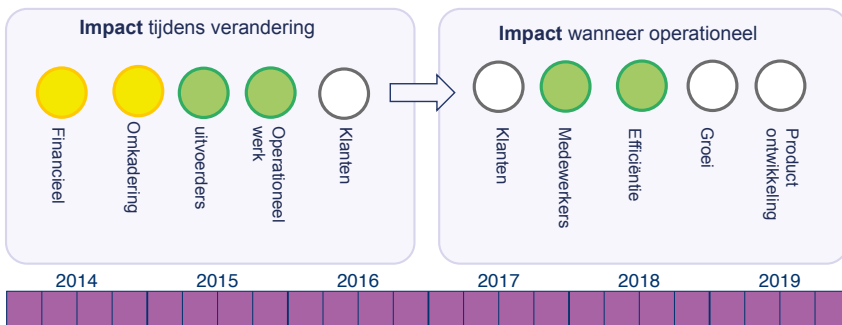 Impact tijdens verandering
Financieel
Omkadering
uitvoerders
Operationeel
werk
Klanten
Impact wanneer operationeel
Klanten
Medewerkers
Efficiëntie
Groei
Product
ontwikkeling
2014 2015 2016 2017 2018 2019